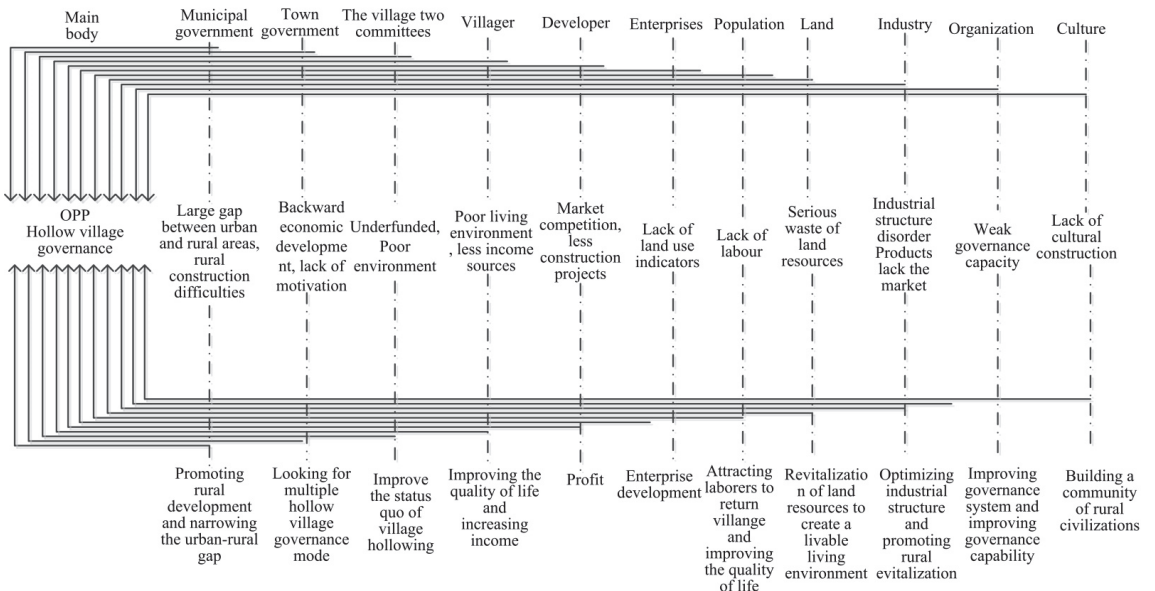 Main
body
Municipal
government
Town
government
The village two
committees
Villager
Developer
Enterprises
Population
Land
Industry
Organization
Culture
OPP
Hollow village
governance
Large gap
between urban
and rural areas,
rural
construction
difficulties
Backward
economic
developme
nt, lack of
motivation
Underfunded,
Poor
environment
Poor living
environment
, less income
sources
Market
competition,
less
construction
projects
Lack of
land use
indicators
Lack of
labour
Serious
waste of
land
resources
Industrial
structure
disorder
Products
lack the
market
Weak
governance
capacity
Lack of
cultural
construction
Promoting
rural
development
and narrowing
the urban-rural
gap
Looking for
multiple
hollow
village
governance
mode
Improve
the status
quo of
village
hollowing
Improving the
quality of life
and
increasing
income
Profit
Enterprise
development
Attracting
laborers to
return
villange
and
improving
the quality
of life
Revitalizatio
n of land
resources to
create a
livable
living
environment
Optimizing
industrial
structure
and
promoting
rural
evitalization
Improving
governance
system and
improving
governance
capability
Building a
community
of rural
civilizations